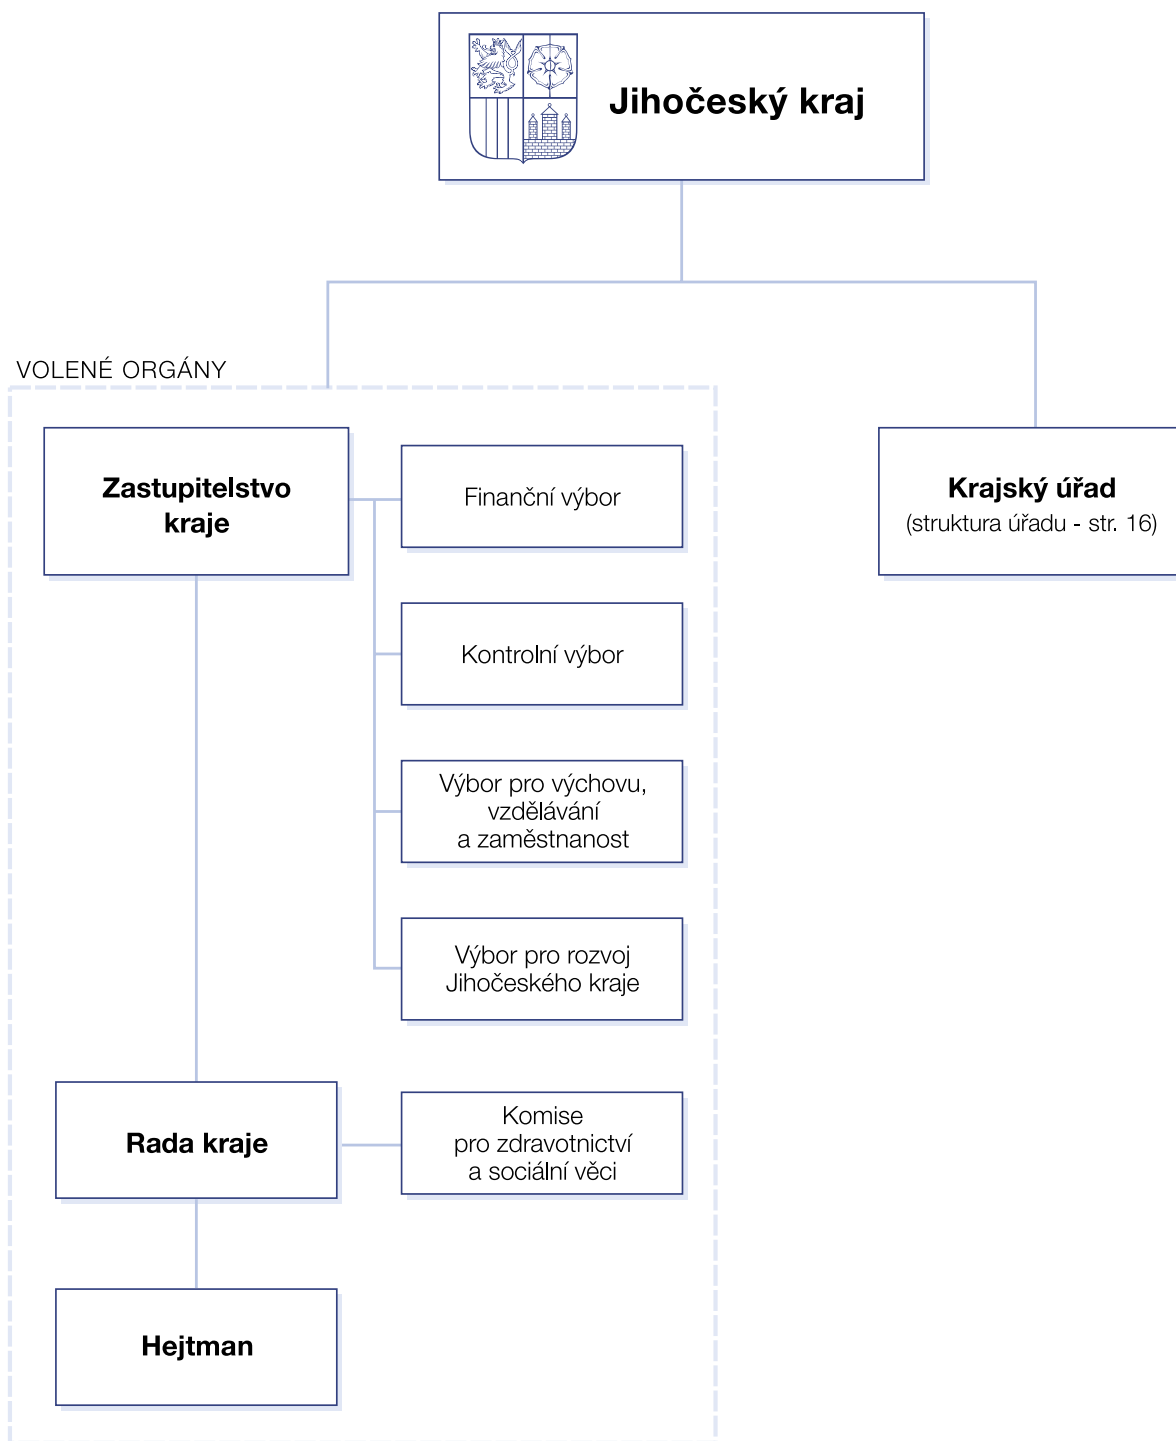 Jihočeský kraj
VOLENÉ ORGÁNY
Zastupitelstvo
kraje
Finanční výbor
Krajský úřad
(struktura úřadu - str. 16)
Kontrolní výbor
Výbor pro výchovu,
vzdělávání
a zaměstnanost
Výbor pro rozvoj
Jihočeského kraje
Rada kraje
Komise
pro zdravotnictví
a sociální věci
Hejtman